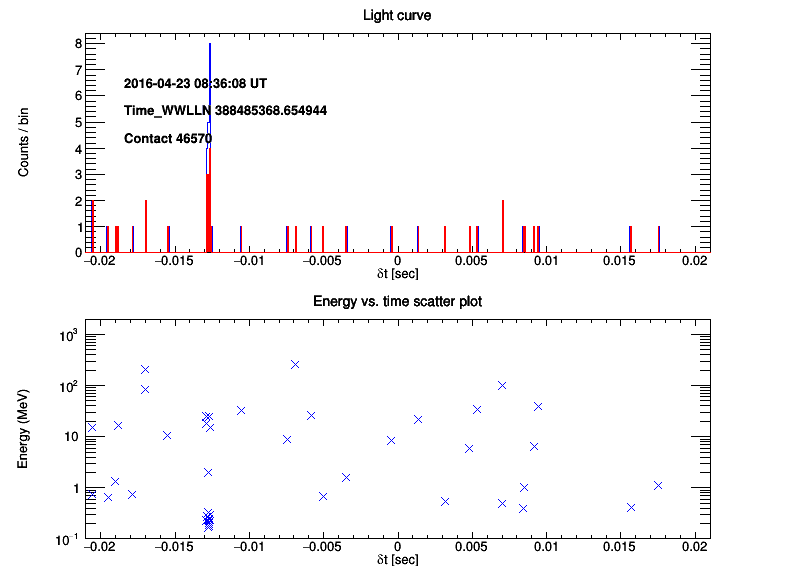 Light curve
Counts / bin
8
7
6
5
4
3
2
1
0
2016-04-23 08:36:08 UT
Time_WWLLN 388485368.654944
Contact 46570
−0.02 −0.015 −0.01 −0.005 0 0.005 0.01 0.015 0.02
δt [sec]
Energy vs. time scatter plot
Energy (MeV)
10³
10²
10
1
10⁻¹
−0.02 −0.015 −0.01 −0.005 0 0.005 0.01 0.015 0.02
δt [sec]